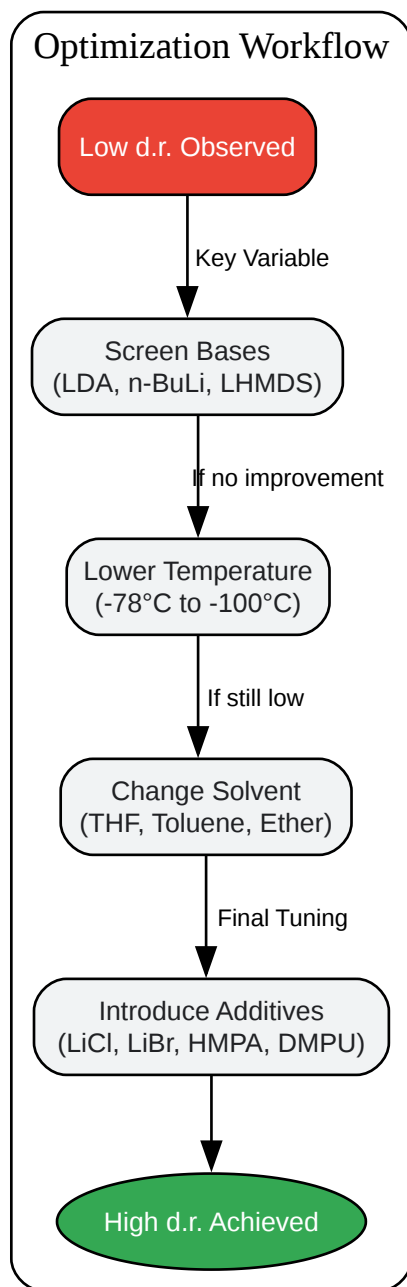 Optimization Workflow
Low d.r. Observed
Key Variable
Screen Bases
(LDA, n-BuLi, LHMDS)
If no improvement
Lower Temperature
(-78°C to -100°C)
If still low
Change Solvent
(THF, Toluene, Ether)
Final Tuning
Introduce Additives
(LiCl, LiBr, HMPA, DMPU)
High d.r. Achieved